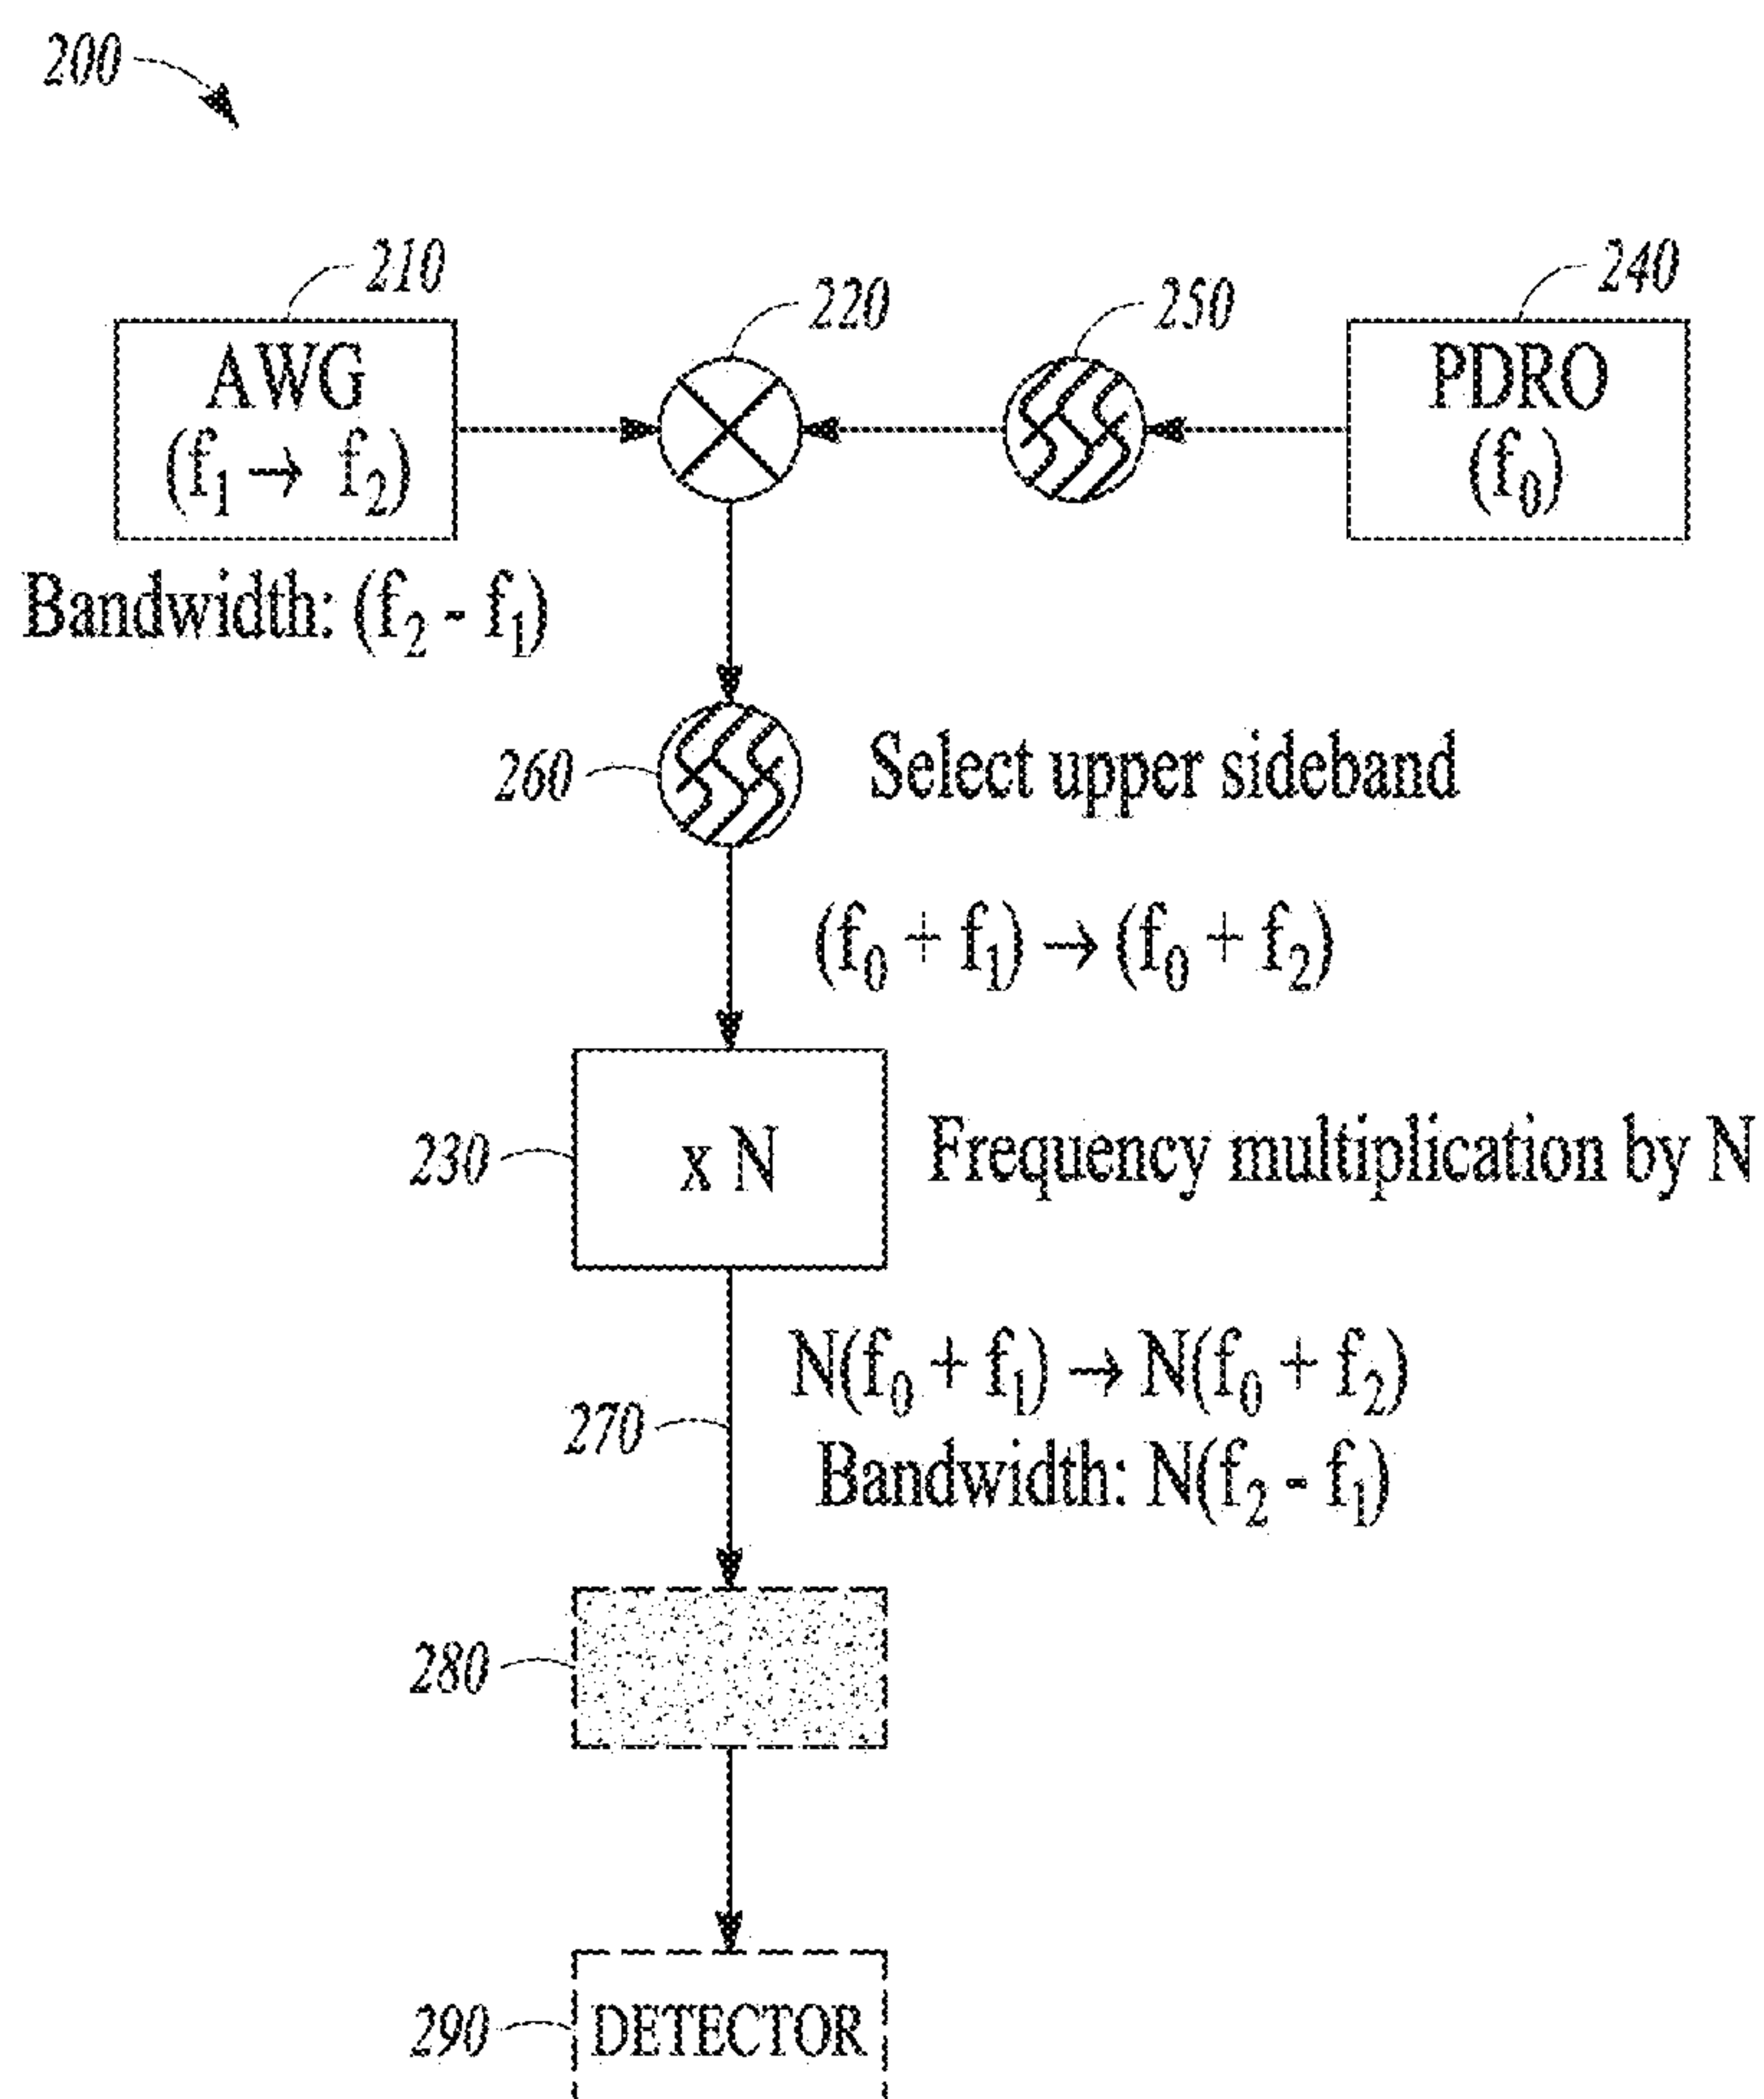 200
210
220
250
240
AWG
(f₁ → f₂)
PDRO
(f₀)
Bandwidth: (f₂ - f₁)
260
Select upper sideband
(f₀ + f₁) → (f₀ + f₂)
230
x N
Frequency multiplication by N
N(f₀ + f₁) → N(f₀ + f₂)
270
Bandwidth: N(f₂ - f₁)
280
290
DETECTOR